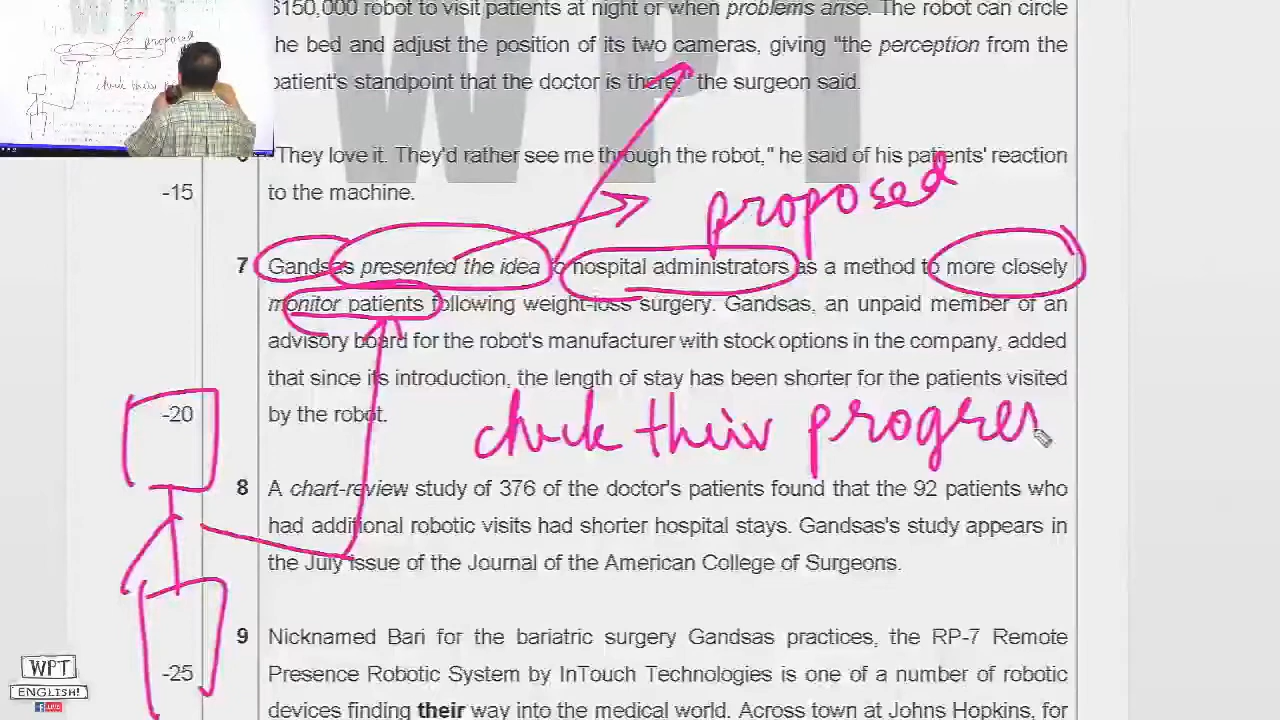 $150,000 robot to visit patients at night or when problems arise. The robot can circle
he bed and adjust the position of its two cameras, giving "the perception from the
patient's standpoint that the doctor is there," the surgeon said.
"They love it. They'd rather see me through the robot," he said of his patients' reaction
-15 to the machine.
proposed
7 Gandsas presented the idea to hospital administrators as a method to more closely
monitor patients following weight-loss surgery. Gandsas, an unpaid member of an
advisory board for the robot's manufacturer with stock options in the company, added
that since its introduction, the length of stay has been shorter for the patients visited
-20 by the robot.
check their progres
8 A chart-review study of 376 of the doctor's patients found that the 92 patients who
had additional robotic visits had shorter hospital stays. Gandsas's study appears in
the July issue of the Journal of the American College of Surgeons.
9 Nicknamed Bari for the bariatric surgery Gandsas practices, the RP-7 Remote
-25 Presence Robotic System by InTouch Technologies is one of a number of robotic
devices finding their way into the medical world. Across town at Johns Hopkins, for
WPT
WPT
ENGLISH!